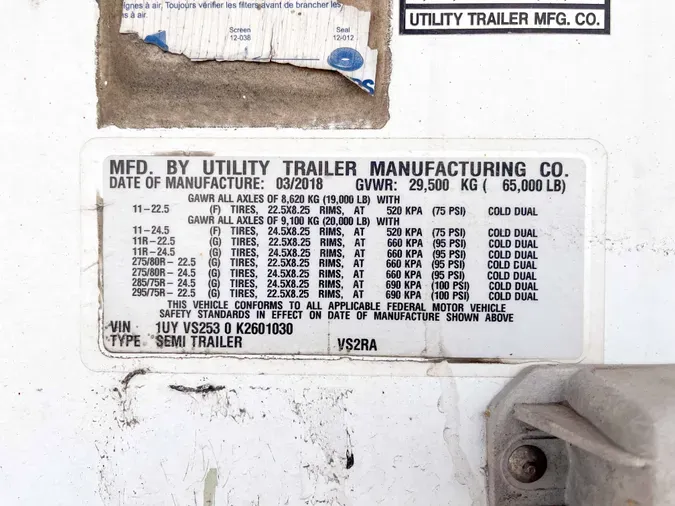 ignes à air. Toujours vérifier les filtres avant de brancher les
s à air.
Screen
12-036
Seal
12-012
UTILITY TRAILER MFG. CO.
MFD. BY UTILITY TRAILER MANUFACTURING CO.
DATE OF MANUFACTURE: 03/2018 GVWR: 29,500 KG ( 65,000 LB)
GAWR ALL AXLES OF 8,620 KG (19,000 LB) WITH
11-22.5 (F) TIRES, 22.5X8.25 RIMS, AT 520 KPA (75 PSI) COLD DUAL
GAWR ALL AXLES OF 9,100 KG (20,000 LB) WITH
11-24.5 (F) TIRES, 24.5X8.25 RIMS, AT 520 KPA (75 PSI) COLD DUAL
11R-22.5 (G) TIRES, 22.5X8.25 RIMS, AT 660 KPA (95 PSI) COLD DUAL
11R-24.5 (G) TIRES, 24.5X8.25 RIMS, AT 660 KPA (95 PSI) COLD DUAL
275/80R- 22.5 (G) TIRES, 22.5X8.25 RIMS, AT 660 KPA (95 PSI) COLD DUAL
275/80R- 24.5 (G) TIRES, 24.5X8.25 RIMS, AT 660 KPA (95 PSI) COLD DUAL
285/75R- 24.5 (G) TIRES, 24.5X8.25 RIMS, AT 690 KPA (100 PSI) COLD DUAL
295/75R- 22.5 (G) TIRES, 22.5X8.25 RIMS, AT 690 KPA (100 PSI) COLD DUAL
THIS VEHICLE CONFORMS TO ALL APPLICABLE FEDERAL MOTOR VEHICLE
SAFETY STANDARDS IN EFFECT ON DATE OF MANUFACTURE SHOWN ABOVE
VIN 1UY VS253 0 K2601030
TYPE SEMI TRAILER VS2RA